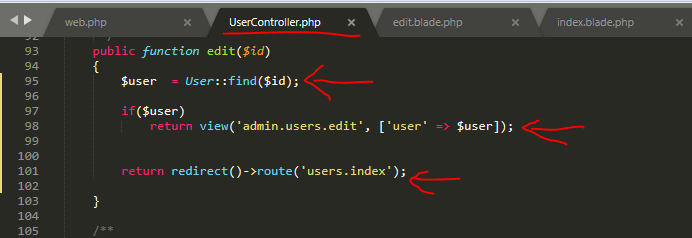 web.php × UserController.php × edit.blade.php × index.blade.php ×
92 /
93 public function edit($id)
94 {
95 $user = User::find($id);
96
97 if($user)
98 return view('admin.users.edit', ['user' => $user]);
99
100
101 return redirect()->route('users.index');
102
103 }
104
105 /**